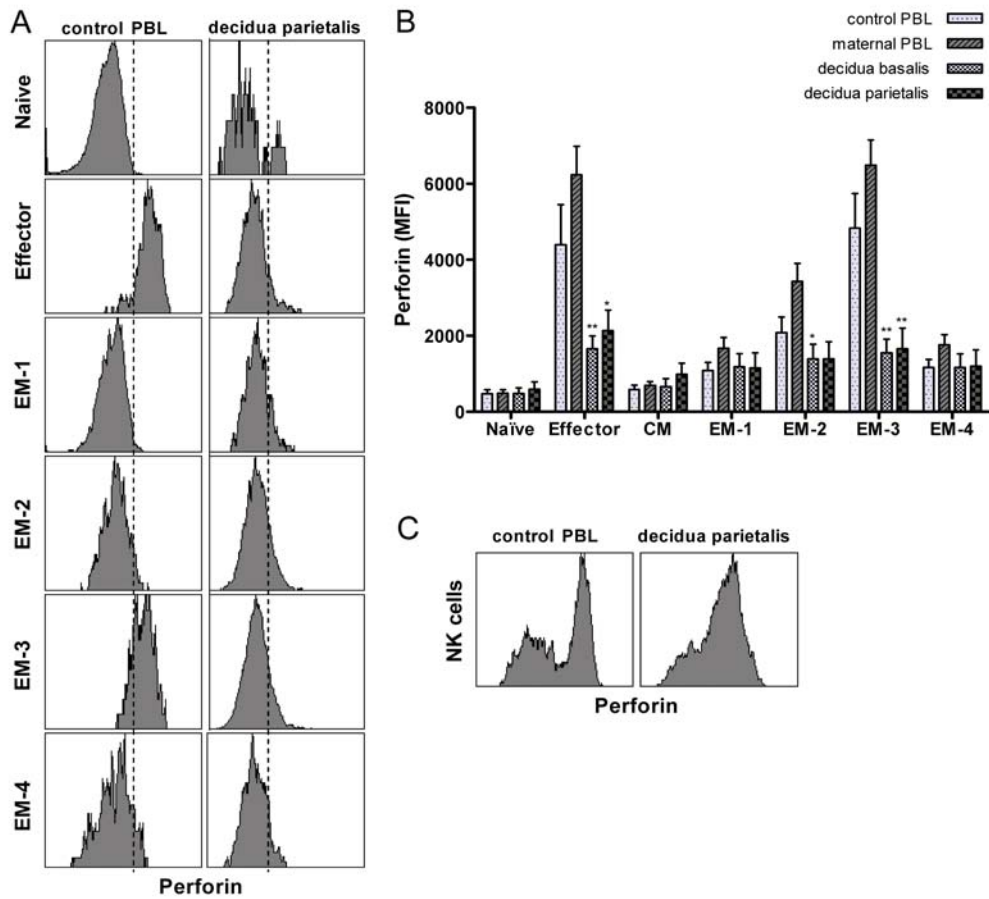 A
control PBL
decidua parietalis
Naive
Effector
EM-1
EM-2
EM-3
EM-4
Perforin
B
control PBL
maternal PBL
decidua basalis
decidua parietalis
Perforin (MFI)
8000
6000
4000
2000
0
** *
*
** **
Naïve Effector CM EM-1 EM-2 EM-3 EM-4
C
control PBL
decidua parietalis
NK cells
Perforin